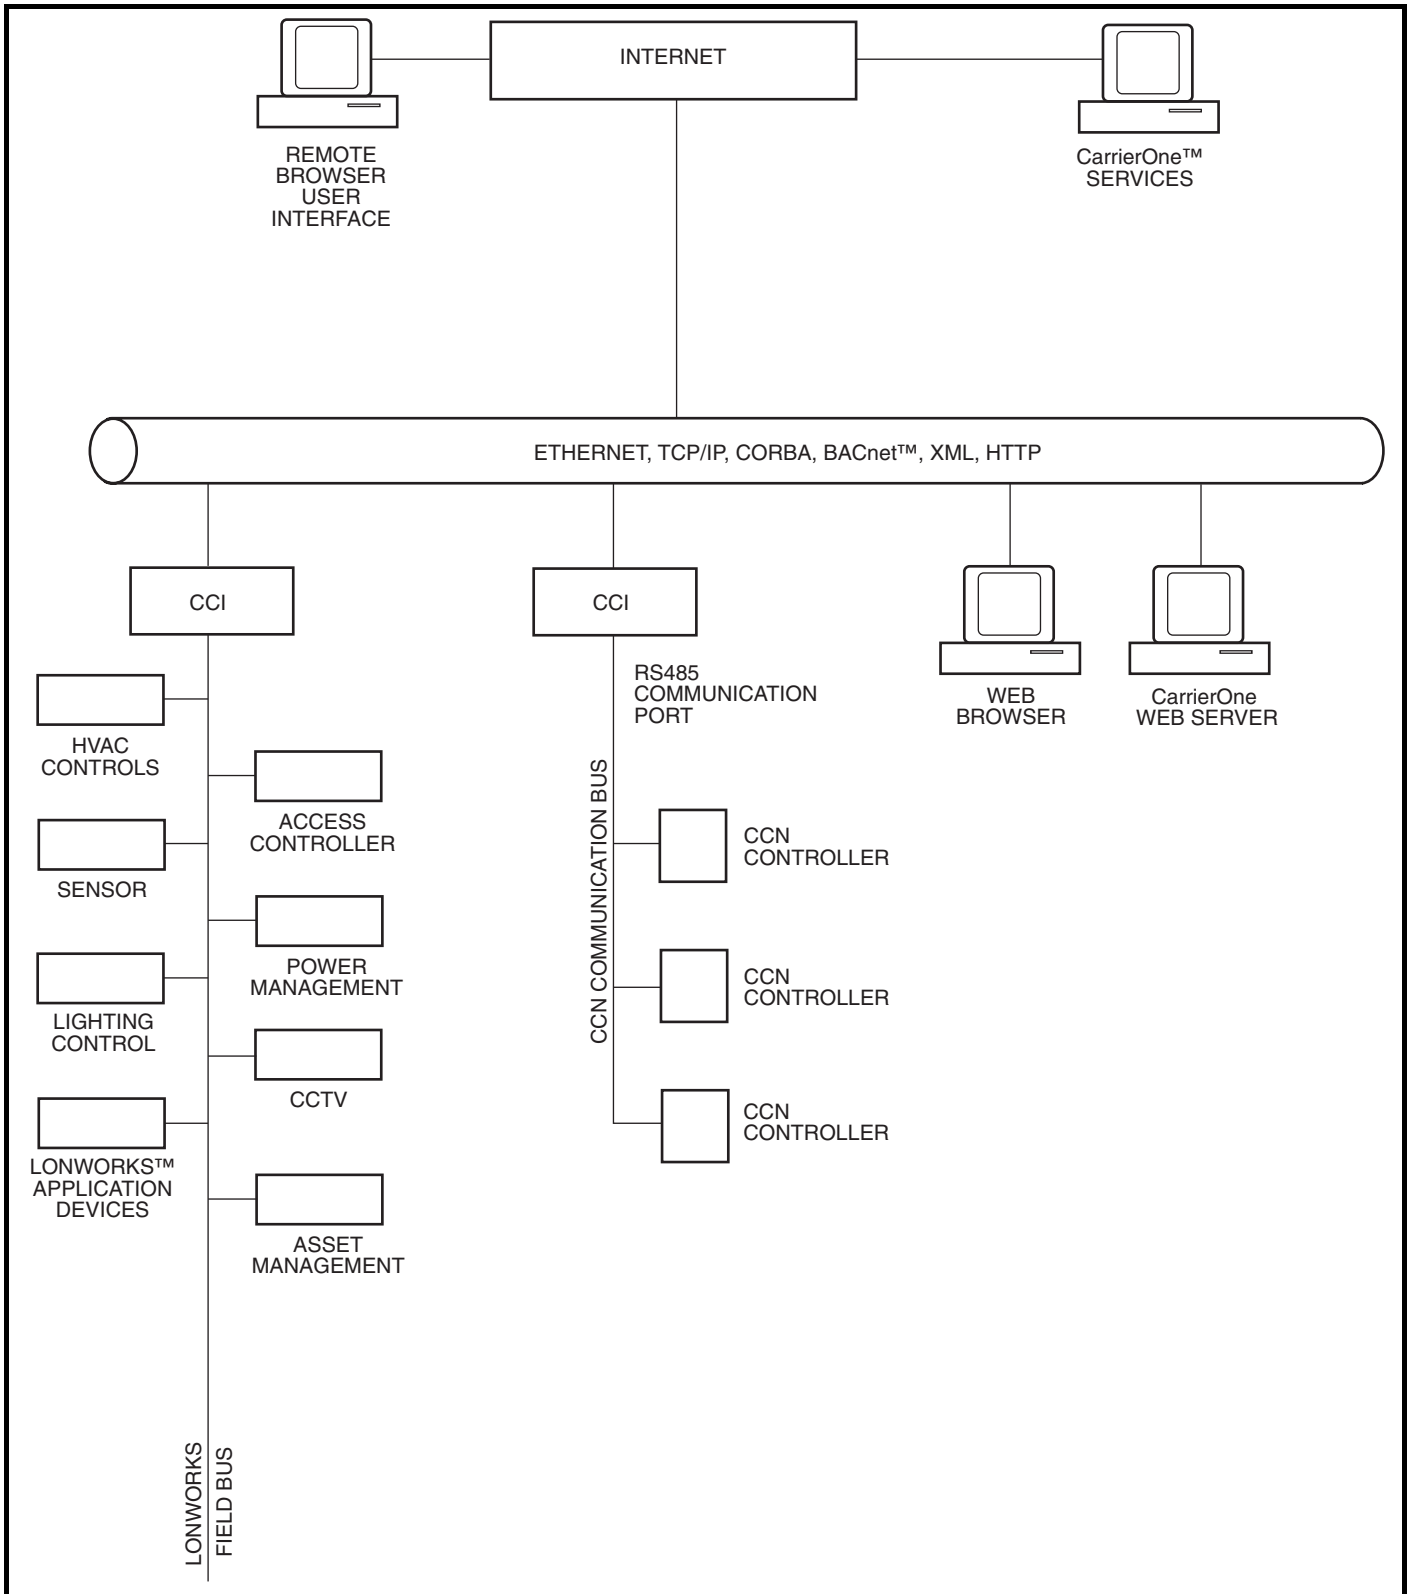 INTERNET
REMOTE
BROWSER
USER
INTERFACE
CarrierOne™
SERVICES
ETHERNET, TCP/IP, CORBA, BACnet™, XML, HTTP
CCI
CCI
RS485
COMMUNICATION
PORT
WEB
BROWSER
CarrierOne
WEB SERVER
HVAC
CONTROLS
ACCESS
CONTROLLER
SENSOR
POWER
MANAGEMENT
LIGHTING
CONTROL
CCTV
LONWORKS™
APPLICATION
DEVICES
ASSET
MANAGEMENT
CCN COMMUNICATION BUS
CCN
CONTROLLER
CCN
CONTROLLER
CCN
CONTROLLER
LONWORKS
FIELD BUS